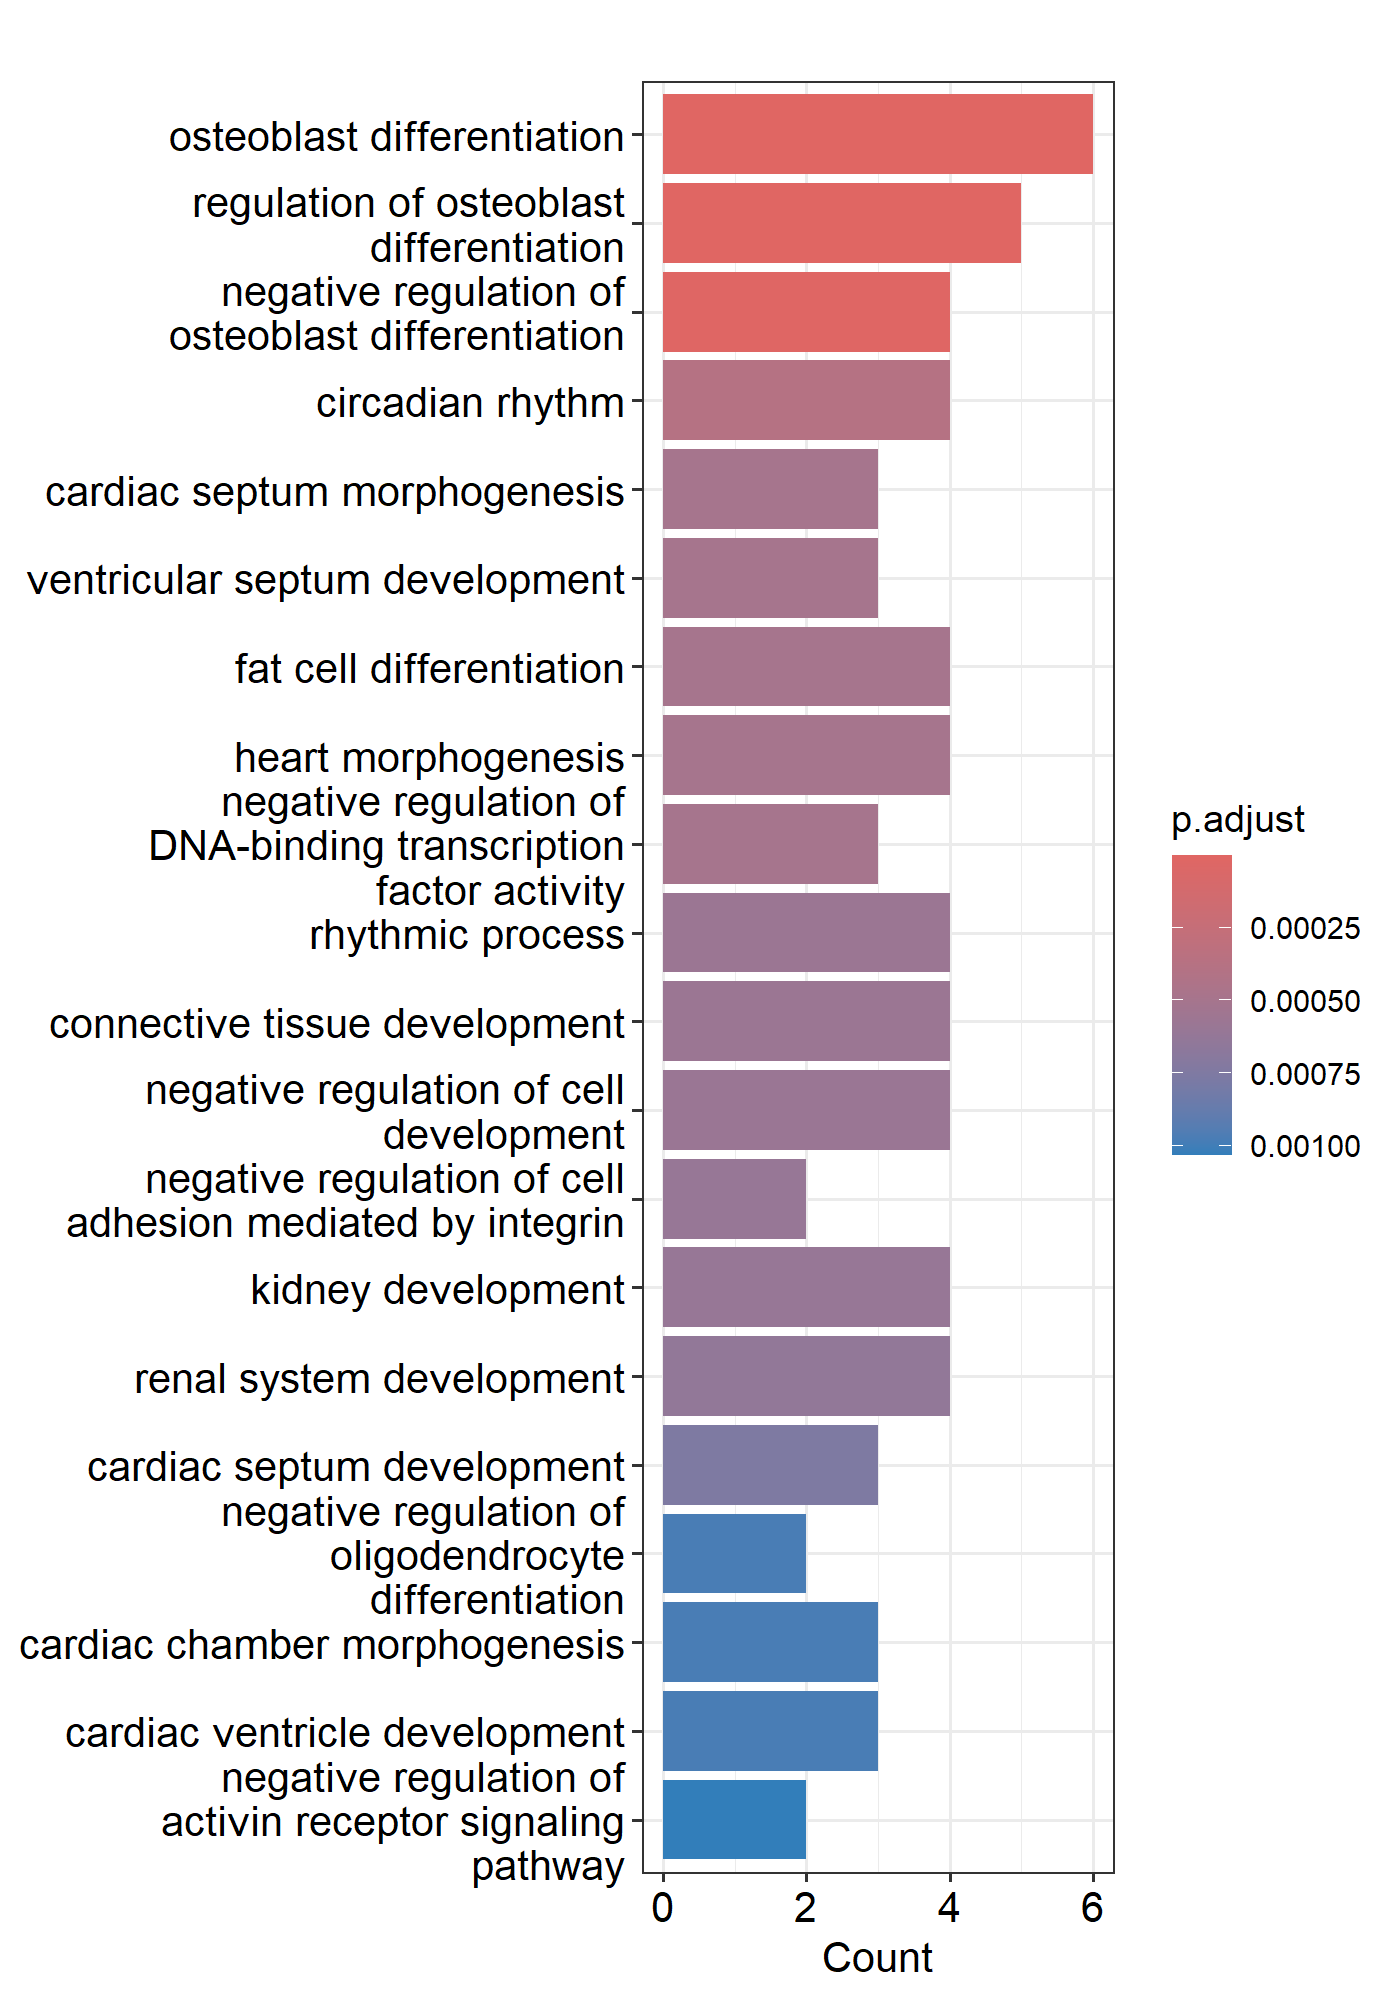 osteoblast differentiation
regulation of osteoblast
differentiation
negative regulation of
osteoblast differentiation
circadian rhythm
cardiac septum morphogenesis
ventricular septum development
fat cell differentiation
heart morphogenesis
negative regulation of
DNA-binding transcription
factor activity
rhythmic process
connective tissue development
negative regulation of cell
development
negative regulation of cell
adhesion mediated by integrin
kidney development
renal system development
cardiac septum development
negative regulation of
oligodendrocyte
differentiation
cardiac chamber morphogenesis
cardiac ventricle development
negative regulation of
activin receptor signaling
pathway
0 2 4 6
Count
p.adjust
0.00025
0.00050
0.00075
0.00100